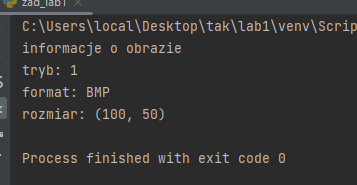 zad_lab1
C:\Users\local\Desktop\tak\lab1\venv\Scrip
informacje o obrazie
tryb: 1
format: BMP
rozmiar: (100, 50)
Process finished with exit code 0